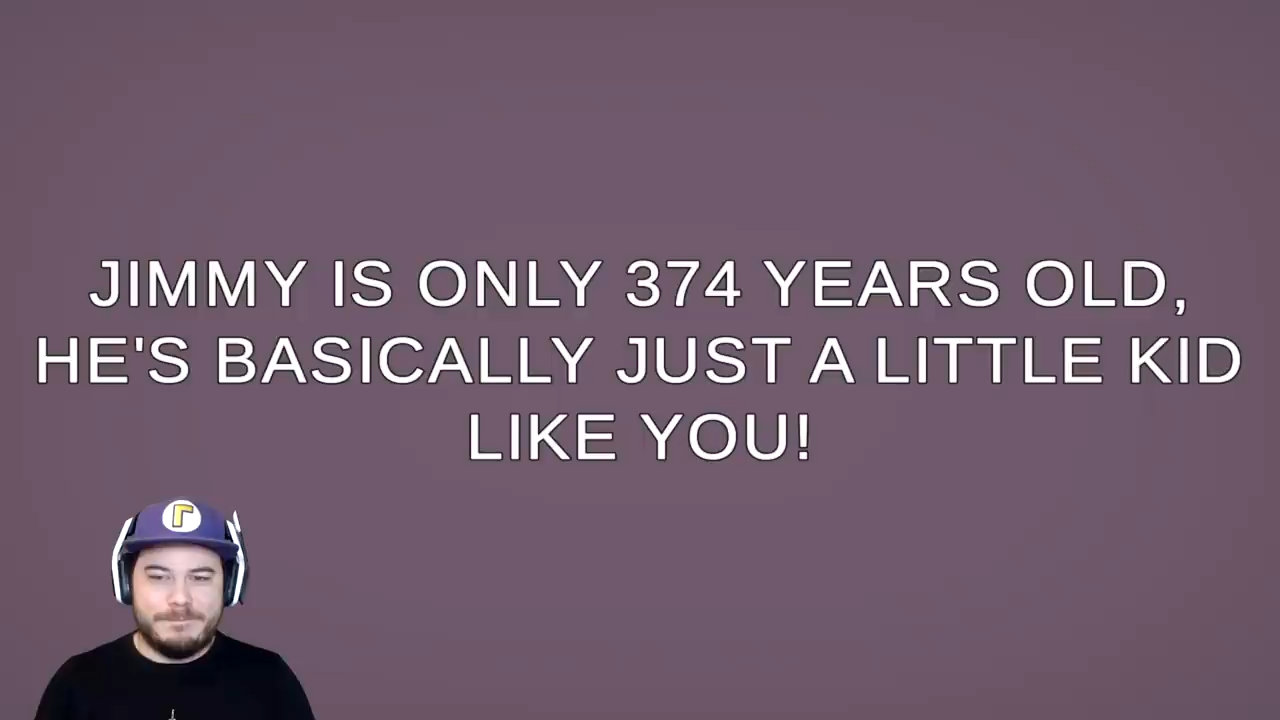 JIMMY IS ONLY 374 YEARS OLD,
HE'S BASICALLY JUST A LITTLE KID
LIKE YOU!